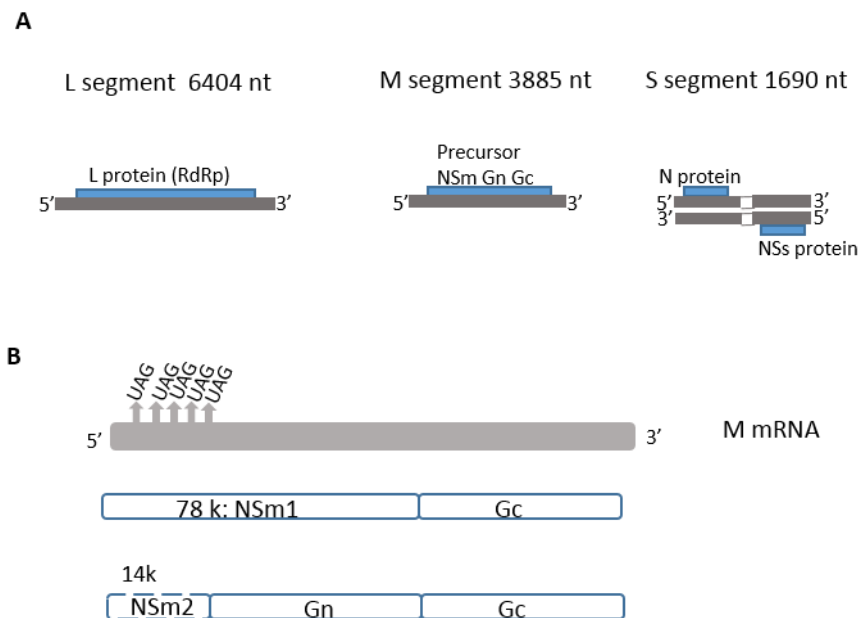 A
L segment 6404 nt
M segment 3885 nt
S segment 1690 nt
L protein (RdRp)
5’ 3’
Precursor
NSm Gn Gc
5’ 3’
N protein
5’ 3’
3’ 5’
NSs protein
B
UAG UAG UAG UAG UAG
5’ 3’
M mRNA
78 k: NSm1 Gc
14k
NSm2 Gn Gc